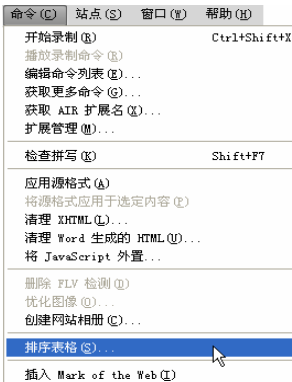 命令(C) 站点(S) 窗口(W) 帮助(H)
开始录制(R) Ctrl+Shift+X
播放录制命令(R)
编辑命令列表(E)...
获取更多命令(G)...
获取 AIR 扩展名(X)...
扩展管理(M)...
检查拼写(K) Shift+F7
应用源格式(A)
将源格式应用于选定内容(P)
清理 XHTML(L)...
清理 Word 生成的 HTML(U)...
将 JavaScript 外置...
删除 FLV 检测(D)
优化图像(O)...
创建网站相册(C)...
排序表格(S)...
插入 Mark of the Web(I)